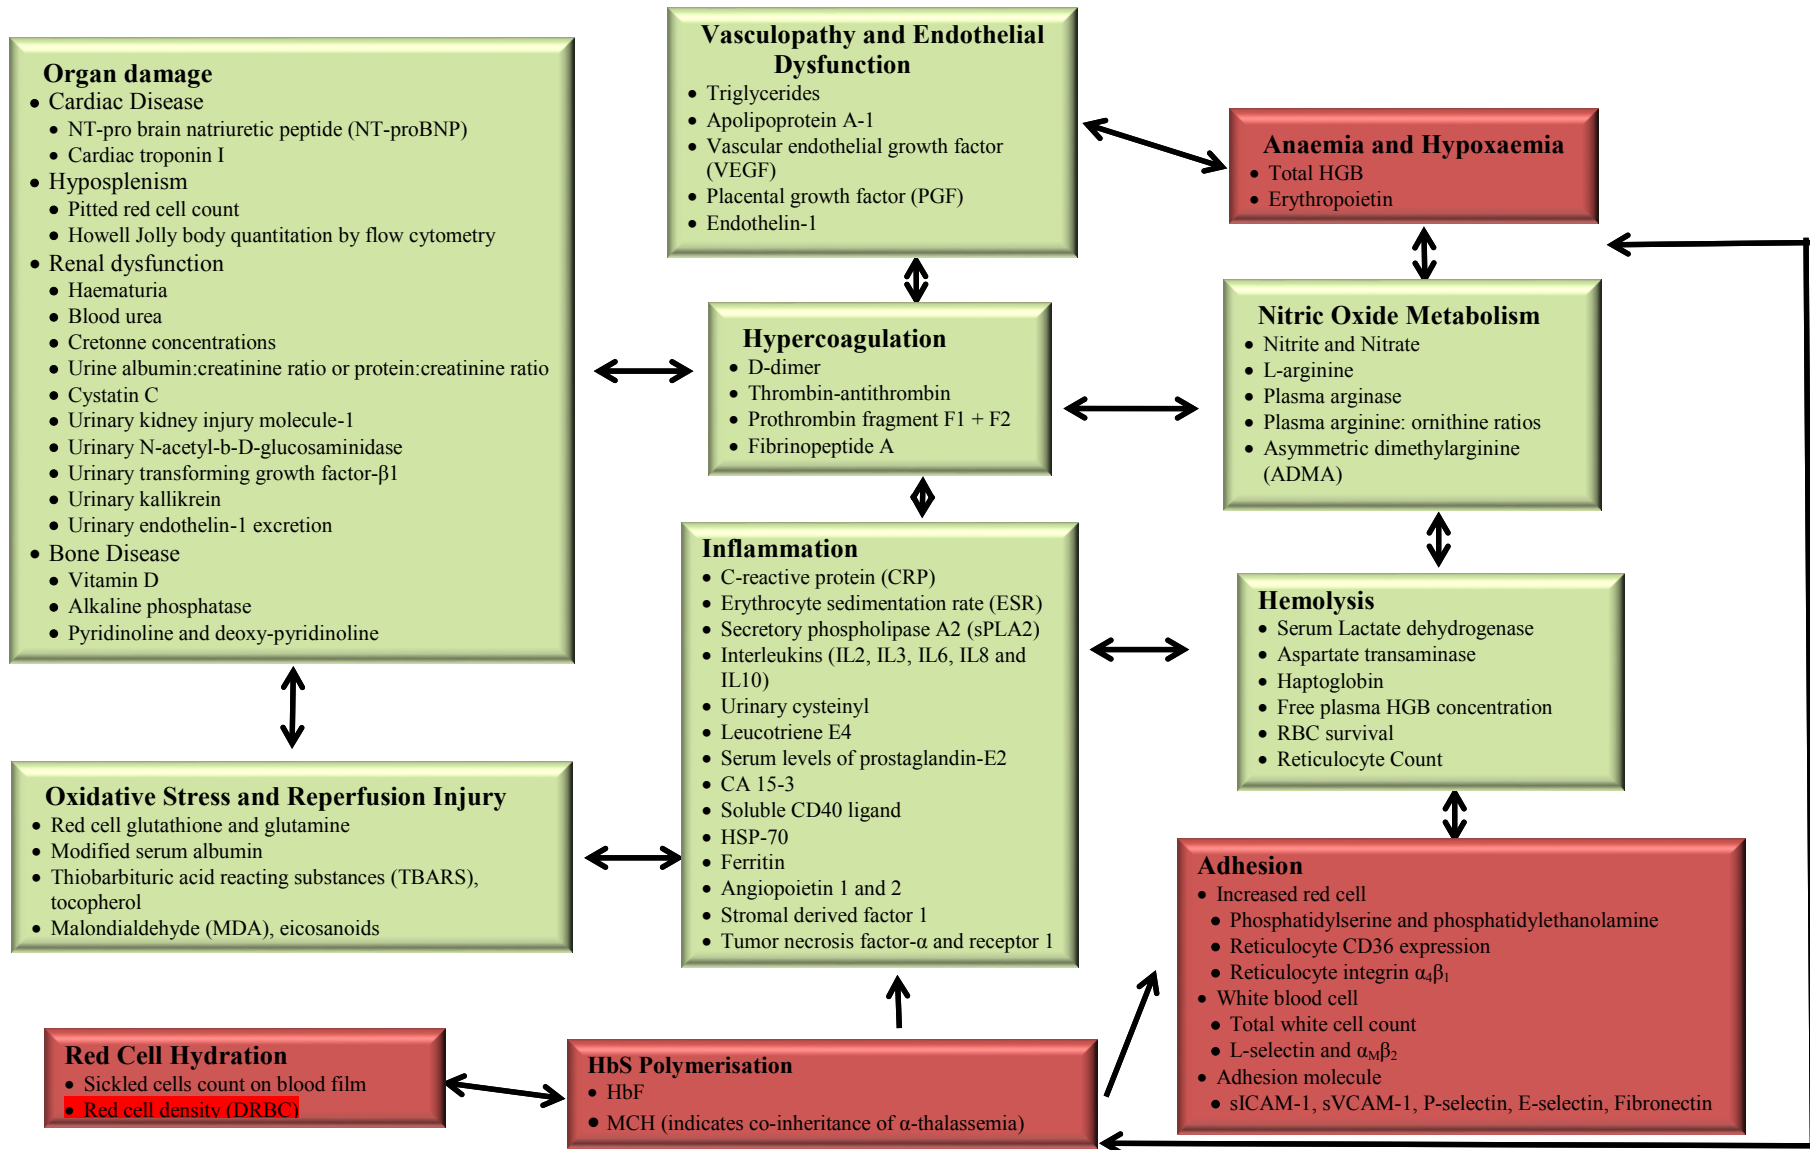 Organ damage
• Cardiac Disease
• NT-pro brain natriuretic peptide (NT-proBNP)
• Cardiac troponin I
• Hyposplenism
• Pitted red cell count
• Howell Jolly body quantitation by flow cytometry
• Renal dysfunction
• Haematuria
• Blood urea
• Cretonne concentrations
• Urine albumin:creatinine ratio or protein:creatinine ratio
• Cystatin C
• Urinary kidney injury molecule-1
• Urinary N-acetyl-b-D-glucosaminidase
• Urinary transforming growth factor-β1
• Urinary kallikrein
• Urinary endothelin-1 excretion
• Bone Disease
• Vitamin D
• Alkaline phosphatase
• Pyridinoline and deoxy-pyridinoline
Vasculopathy and Endothelial
Dysfunction
• Triglycerides
• Apolipoprotein A-1
• Vascular endothelial growth factor
(VEGF)
• Placental growth factor (PGF)
• Endothelin-1
Anaemia and Hypoxaemia
• Total HGB
• Erythropoietin
Hypercoagulation
• D-dimer
• Thrombin-antithrombin
• Prothrombin fragment F1 + F2
• Fibrinopeptide A
Nitric Oxide Metabolism
• Nitrite and Nitrate
• L-arginine
• Plasma arginase
• Plasma arginine: ornithine ratios
• Asymmetric dimethylarginine
(ADMA)
Inflammation
• C-reactive protein (CRP)
• Erythrocyte sedimentation rate (ESR)
• Secretory phospholipase A2 (sPLA2)
• Interleukins (IL2, IL3, IL6, IL8 and
IL10)
• Urinary cysteinyl
• Leucotriene E4
• Serum levels of prostaglandin-E2
• CA 15-3
• Soluble CD40 ligand
• HSP-70
• Ferritin
• Angiopoietin 1 and 2
• Stromal derived factor 1
• Tumor necrosis factor-α and receptor 1
Hemolysis
• Serum Lactate dehydrogenase
• Aspartate transaminase
• Haptoglobin
• Free plasma HGB concentration
• RBC survival
• Reticulocyte Count
Oxidative Stress and Reperfusion Injury
• Red cell glutathione and glutamine
• Modified serum albumin
• Thiobarbituric acid reacting substances (TBARS),
tocopherol
• Malondialdehyde (MDA), eicosanoids
Adhesion
• Increased red cell
• Phosphatidylserine and phosphatidylethanolamine
• Reticulocyte CD36 expression
• Reticulocyte integrin α₄β₁
• White blood cell
• Total white cell count
• L-selectin and αMβ₂
• Adhesion molecule
• sICAM-1, sVCAM-1, P-selectin, E-selectin, Fibronectin
Red Cell Hydration
• Sickled cells count on blood film
• Red cell density (DRBC)
HbS Polymerisation
• HbF
• MCH (indicates co-inheritance of α-thalassemia)